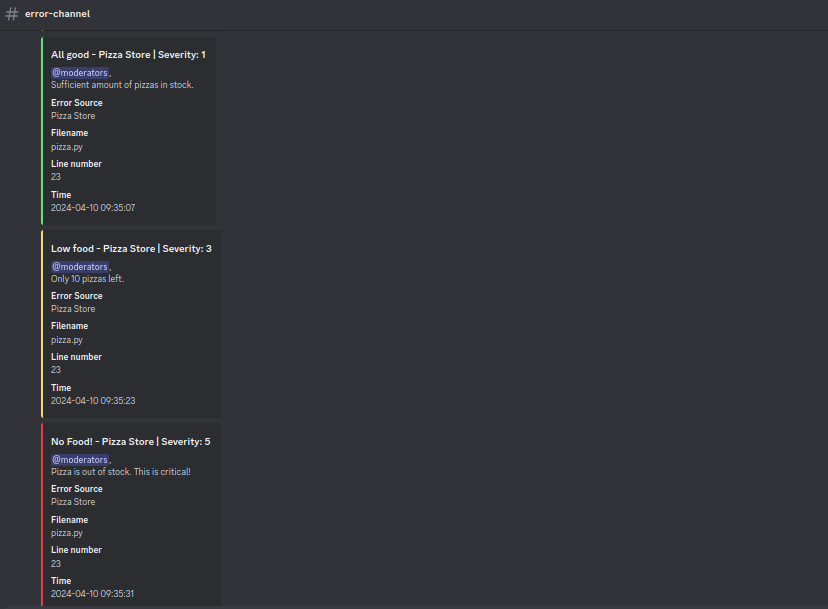 # error-channel
All good - Pizza Store | Severity: 1
@moderators,
Sufficient amount of pizzas in stock.
Error Source
Pizza Store
Filename
pizza.py
Line number
23
Time
2024-04-10 09:35:07
Low food - Pizza Store | Severity: 3
@moderators,
Only 10 pizzas left.
Error Source
Pizza Store
Filename
pizza.py
Line number
23
Time
2024-04-10 09:35:23
No Food! - Pizza Store | Severity: 5
@moderators,
Pizza is out of stock. This is critical!
Error Source
Pizza Store
Filename
pizza.py
Line number
23
Time
2024-04-10 09:35:31